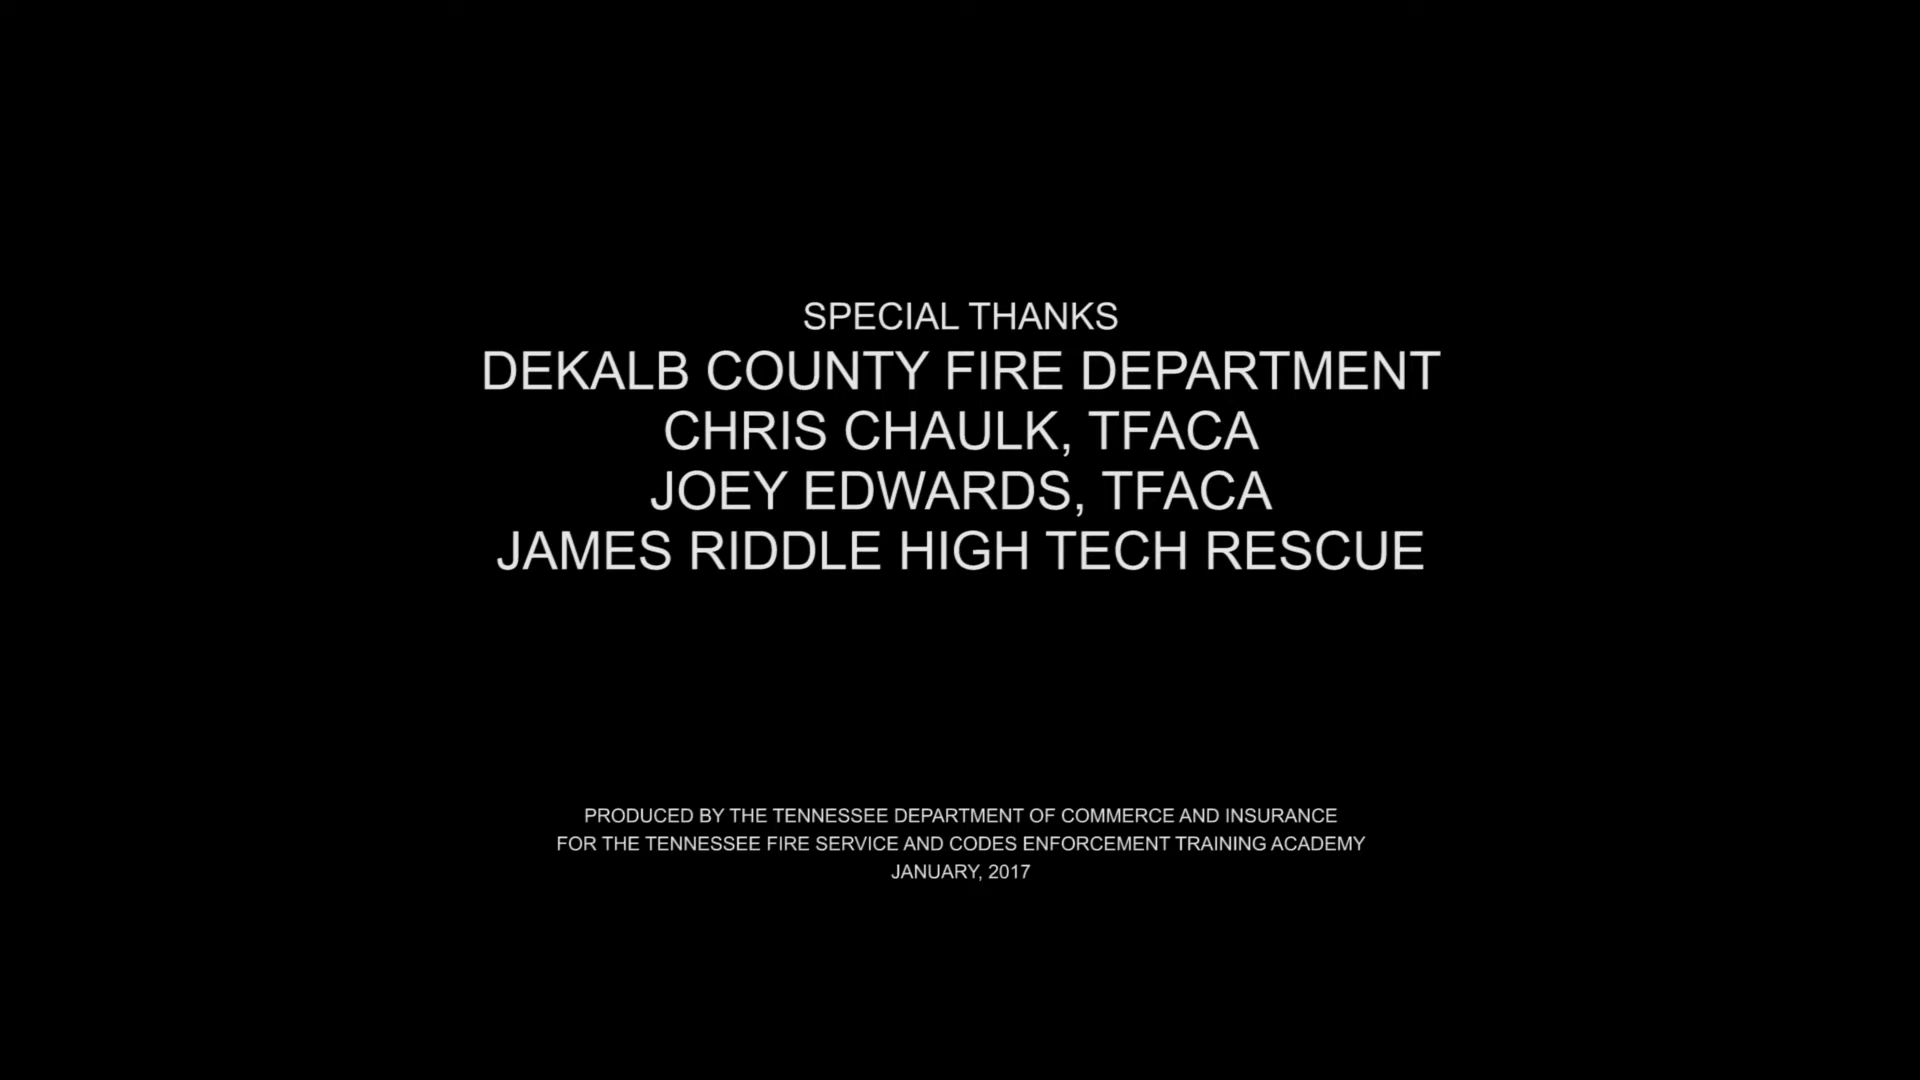 SPECIAL THANKS
DEKALB COUNTY FIRE DEPARTMENT
CHRIS CHAULK, TFACA
JOEY EDWARDS, TFACA
JAMES RIDDLE HIGH TECH RESCUE
PRODUCED BY THE TENNESSEE DEPARTMENT OF COMMERCE AND INSURANCE
FOR THE TENNESSEE FIRE SERVICE AND CODES ENFORCEMENT TRAINING ACADEMY
JANUARY, 2017